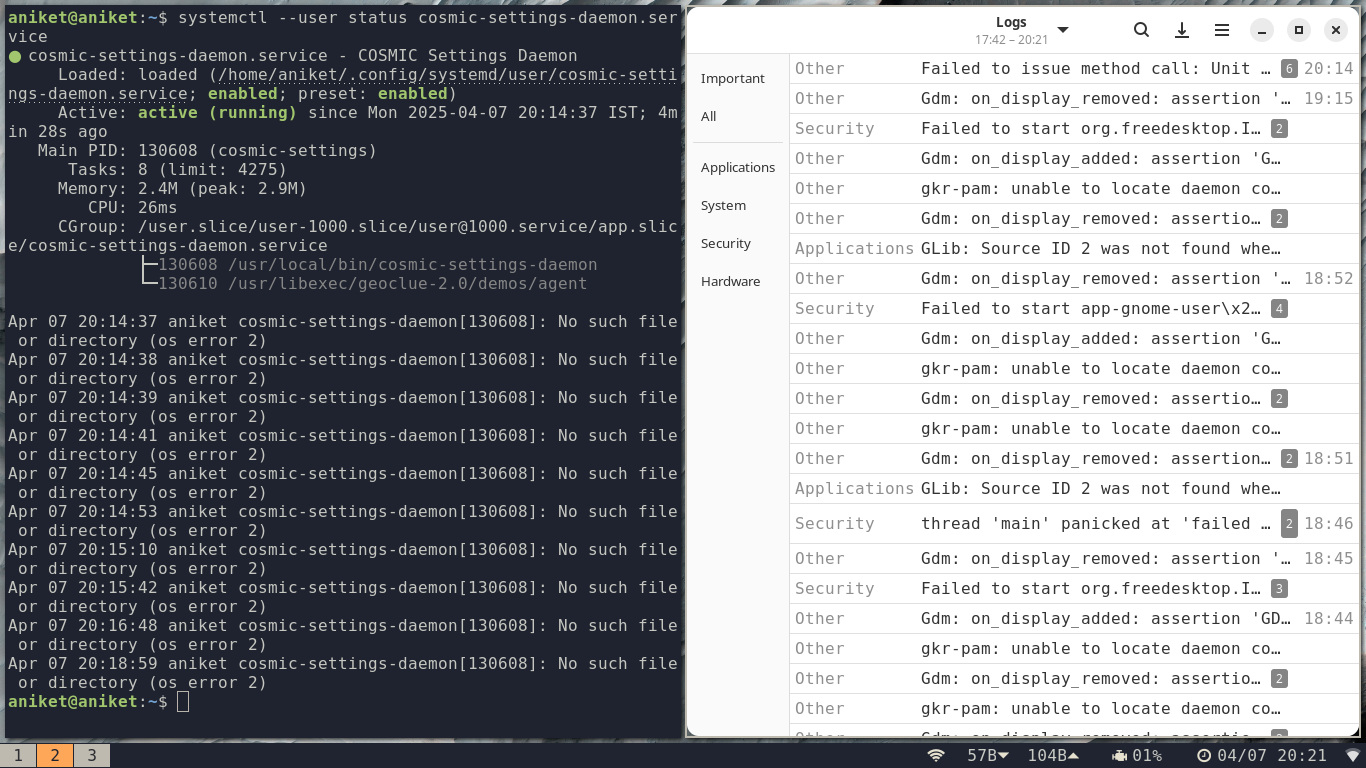 aniket@aniket:~$ systemctl --user status cosmic-settings-daemon.ser
vice
● cosmic-settings-daemon.service - COSMIC Settings Daemon
Loaded: loaded (/home/aniket/.config/systemd/user/cosmic-setti
ngs-daemon.service; enabled; preset: enabled)
Active: active (running) since Mon 2025-04-07 20:14:37 IST; 4m
in 28s ago
Main PID: 130608 (cosmic-settings)
Tasks: 8 (limit: 4275)
Memory: 2.4M (peak: 2.9M)
CPU: 26ms
CGroup: /user.slice/user-1000.slice/user@1000.service/app.slic
e/cosmic-settings-daemon.service
├─130608 /usr/local/bin/cosmic-settings-daemon
└─130610 /usr/libexec/geoclue-2.0/demos/agent
Apr 07 20:14:37 aniket cosmic-settings-daemon[130608]: No such file
or directory (os error 2)
Apr 07 20:14:38 aniket cosmic-settings-daemon[130608]: No such file
or directory (os error 2)
Apr 07 20:14:39 aniket cosmic-settings-daemon[130608]: No such file
or directory (os error 2)
Apr 07 20:14:41 aniket cosmic-settings-daemon[130608]: No such file
or directory (os error 2)
Apr 07 20:14:45 aniket cosmic-settings-daemon[130608]: No such file
or directory (os error 2)
Apr 07 20:14:53 aniket cosmic-settings-daemon[130608]: No such file
or directory (os error 2)
Apr 07 20:15:10 aniket cosmic-settings-daemon[130608]: No such file
or directory (os error 2)
Apr 07 20:15:42 aniket cosmic-settings-daemon[130608]: No such file
or directory (os error 2)
Apr 07 20:16:48 aniket cosmic-settings-daemon[130608]: No such file
or directory (os error 2)
Apr 07 20:18:59 aniket cosmic-settings-daemon[130608]: No such file
or directory (os error 2)
aniket@aniket:~$
Logs
17:42 – 20:21
Important
All
Applications
System
Security
Hardware
Other Failed to issue method call: Unit … 6 20:14
Other Gdm: on_display_removed: assertion '… 19:15
Security Failed to start org.freedesktop.I… 2
Other Gdm: on_display_added: assertion 'G…
Other gkr-pam: unable to locate daemon co…
Other Gdm: on_display_removed: assertio… 2
Applications GLib: Source ID 2 was not found whe…
Other Gdm: on_display_removed: assertion '… 18:52
Security Failed to start app-gnome-user\x2… 4
Other Gdm: on_display_added: assertion 'G…
Other gkr-pam: unable to locate daemon co…
Other Gdm: on_display_removed: assertio… 2
Other gkr-pam: unable to locate daemon co…
Other Gdm: on_display_removed: assertion… 2 18:51
Applications GLib: Source ID 2 was not found whe…
Security thread 'main' panicked at 'failed … 2 18:46
Other Gdm: on_display_removed: assertion '… 18:45
Security Failed to start org.freedesktop.I… 3
Other Gdm: on_display_added: assertion 'GD… 18:44
Other gkr-pam: unable to locate daemon co…
Other Gdm: on_display_removed: assertio… 2
Other gkr-pam: unable to locate daemon co…
Other Gdm: on_display_removed: assertio… 2
1 2 3
57B 104B 01% 04/07 20:21